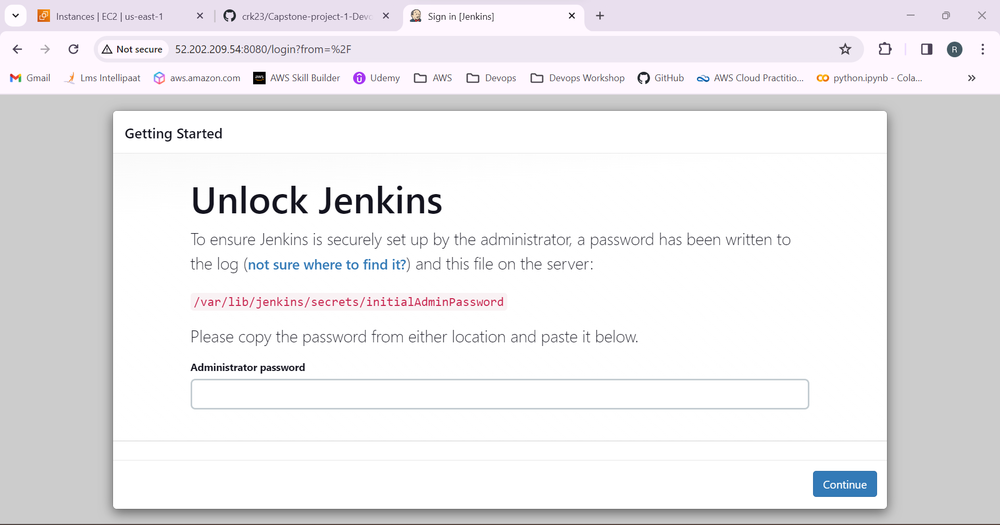 Instances | EC2 | us-east-1
crk23/Capstone-project-1-Devo
Sign in [Jenkins]
Not secure
52.202.209.54:8080/login?from=%2F
R
Gmail
Lms Intellipaat
aws.amazon.com
aws
AWS Skill Builder
Udemy
AWS
Devops
Devops Workshop
GitHub
AWS Cloud Practitio...
python.ipynb - Cola...
Getting Started
Unlock Jenkins
To ensure Jenkins is securely set up by the administrator, a password has been written to
the log (not sure where to find it?) and this file on the server:
/var/lib/jenkins/secrets/initialAdminPassword
Please copy the password from either location and paste it below.
Administrator password
Continue